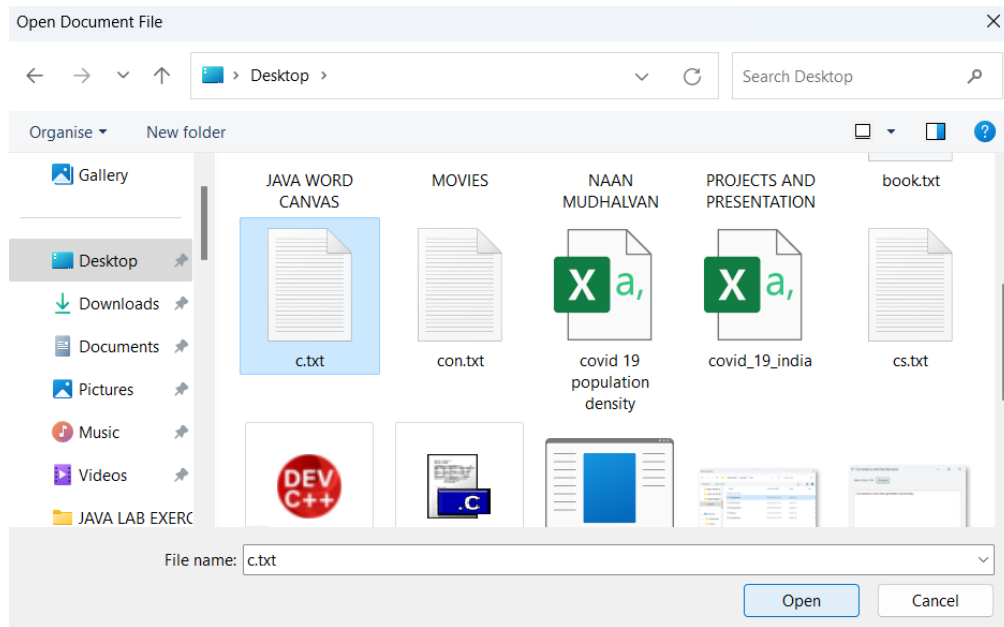 Open Document File
Desktop
Search Desktop
Organise
New folder
Gallery
Desktop
Downloads
Documents
Pictures
Music
Videos
JAVA LAB EXERC
JAVA WORD
CANVAS
MOVIES
NAAN
MUDHALVAN
PROJECTS AND
PRESENTATION
book.txt
c.txt
con.txt
X a,
covid 19
population
density
X a,
covid_19_india
cs.txt
DEV
C++
.C
File name: c.txt
Open
Cancel